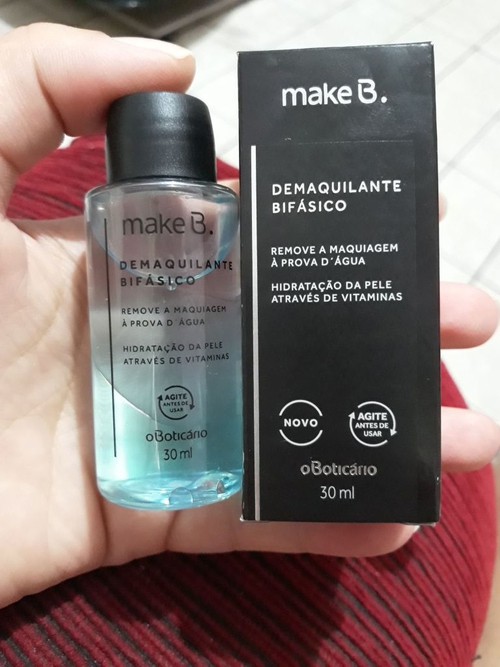 make B.
DEMAQUILANTE
BIFÁSICO
REMOVE A MAQUIAGEM
À PROVA D´ÁGUA
HIDRATAÇÃO DA PELE
ATRAVÉS DE VITAMINAS
AGITE
ANTES DE
USAR
oBoticário
30 ml
make B.
DEMAQUILANTE
BIFÁSICO
REMOVE A MAQUIAGEM
À PROVA D´ÁGUA
HIDRATAÇÃO DA PELE
ATRAVÉS DE VITAMINAS
NOVO
AGITE
ANTES DE
USAR
oBoticário
30 ml